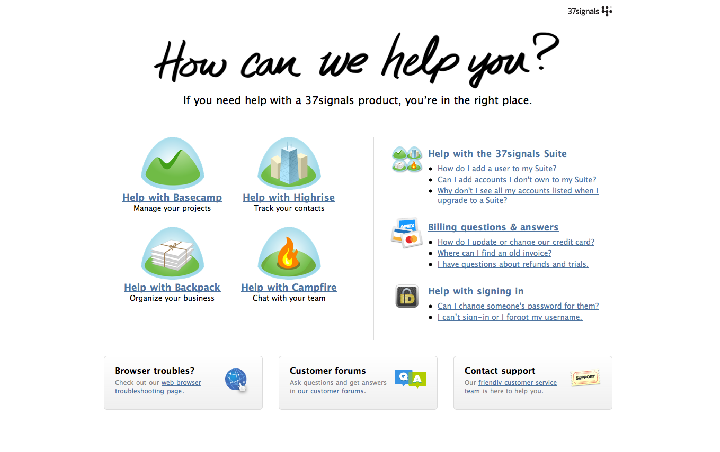 37signals
How can we help you?
If you need help with a 37signals product, you're in the right place.
Help with Basecamp
Manage your projects
Help with Highrise
Track your contacts
Help with Backpack
Organize your business
Help with Campfire
Chat with your team
Help with the 37signals Suite
How do I add a user to my Suite?
Can I add accounts I don't own to my Suite?
Why don't I see all my accounts listed when I
upgrade to a Suite?
Billing questions & answers
How do I update or change our credit card?
Where can I find an old invoice?
I have questions about refunds and trials.
ID
Help with signing in
Can I change someone's password for them?
I can't sign-in or I forgot my username.
Browser troubles?
Check out our web browser
troubleshooting page.
Customer forums
Ask questions and get answers
in our customer forums.
Q A
Contact support
Our friendly customer service
team is here to help you.
SUPPORT